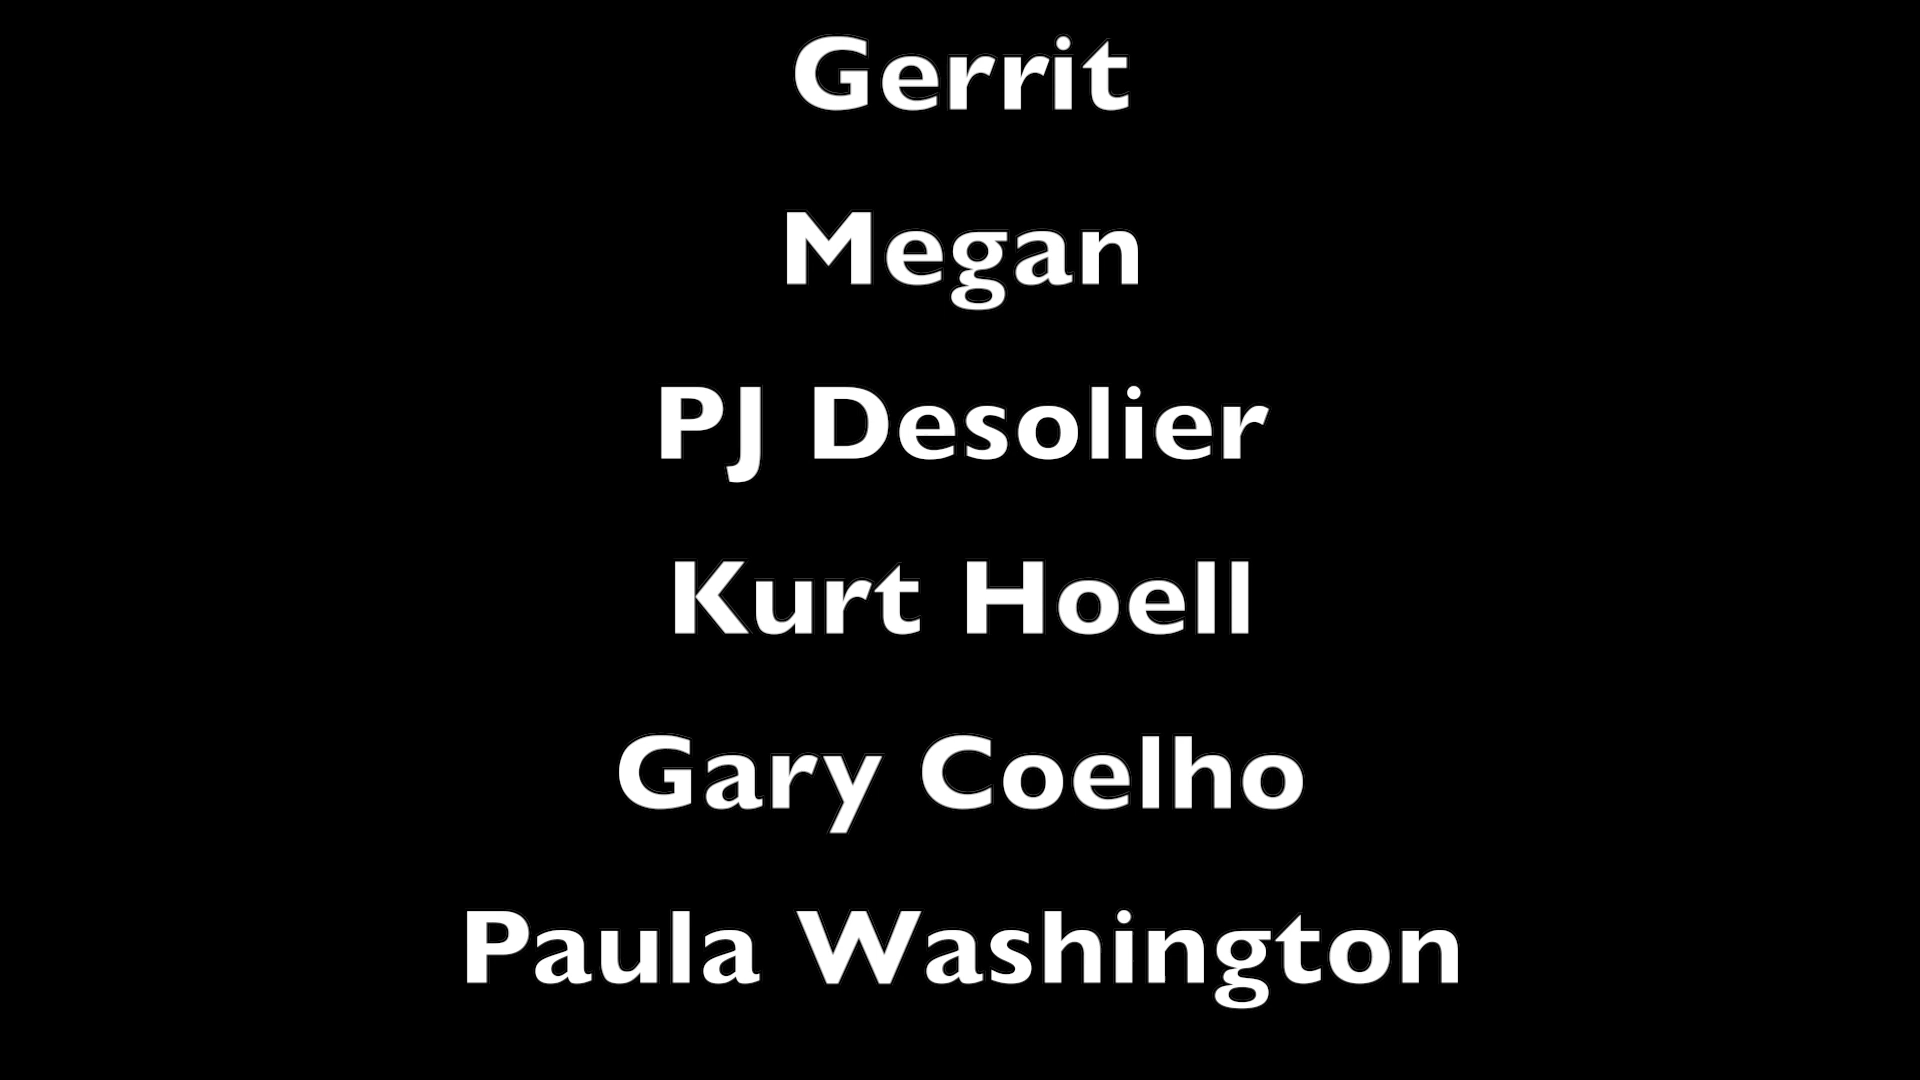 Gerrit
Megan
PJ Desolier
Kurt Hoell
Gary Coelho
Paula Washington